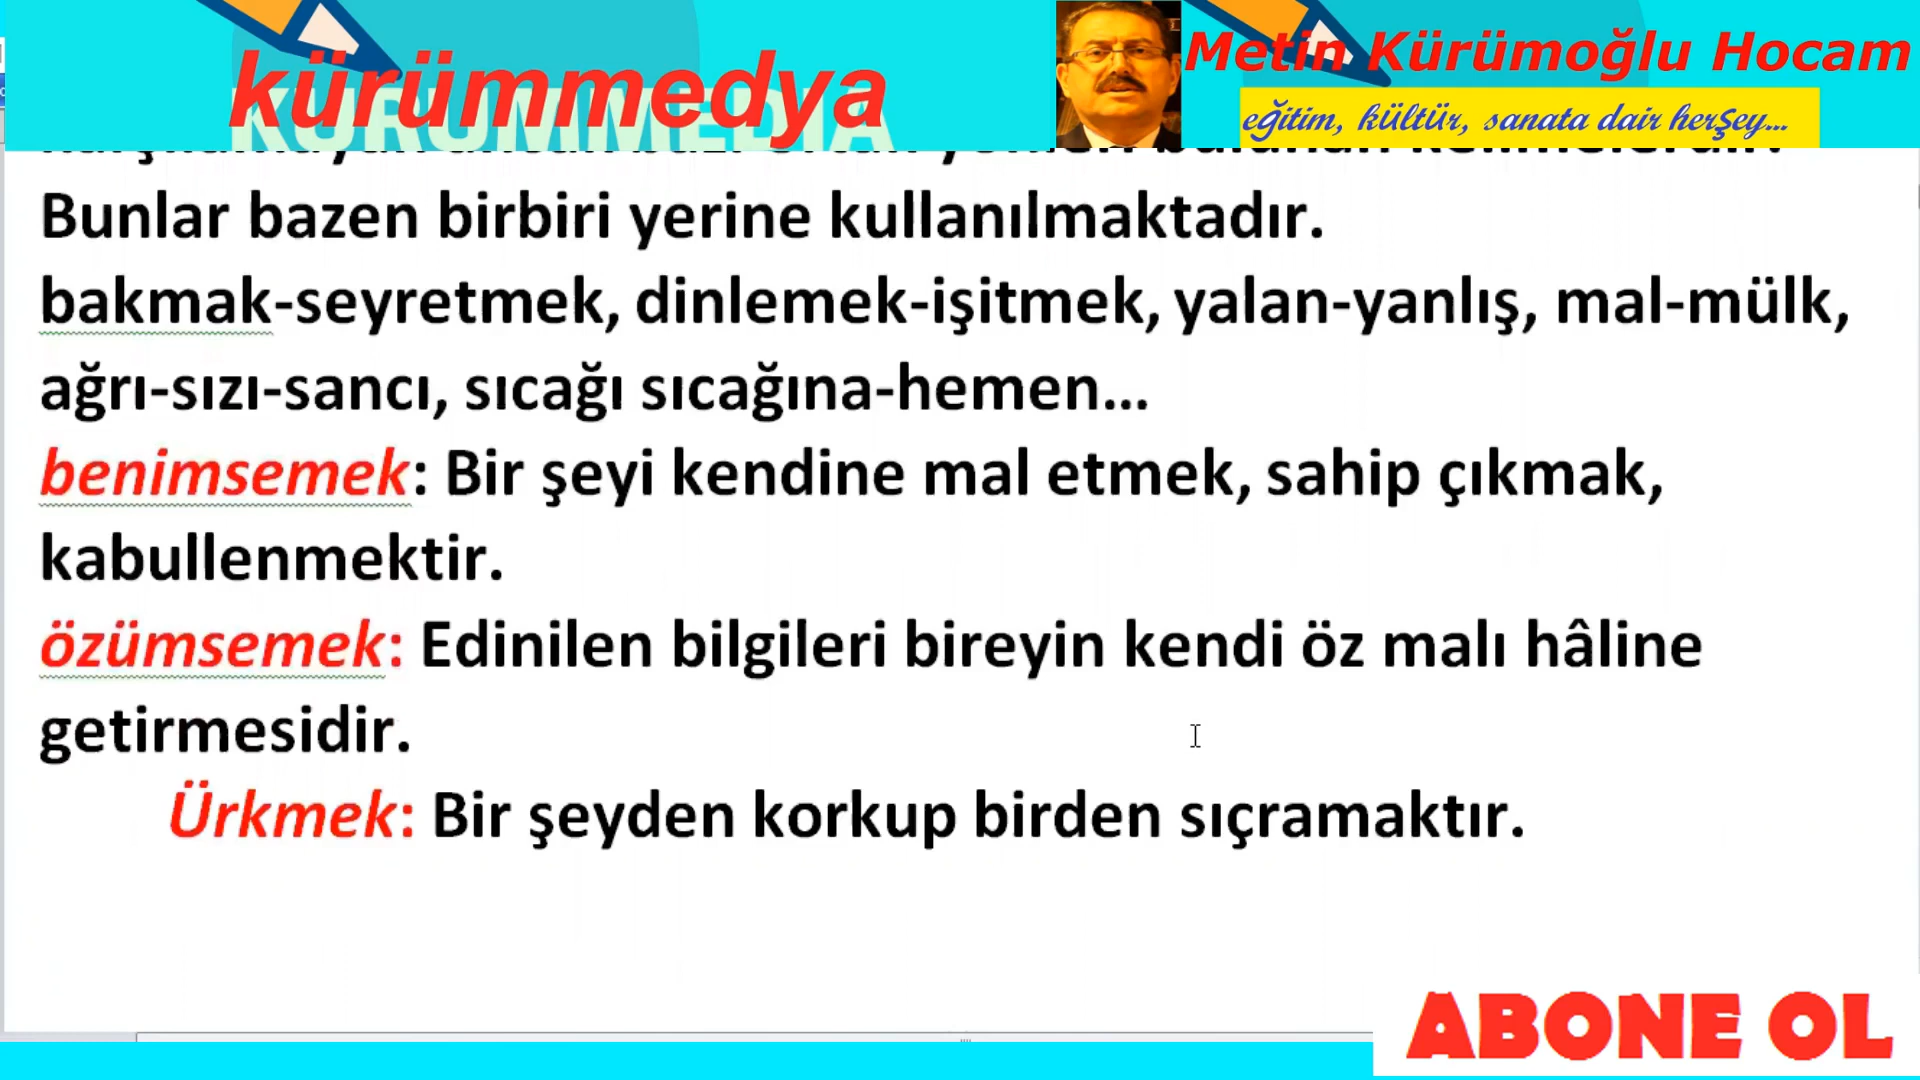 kürümmedya
KURUMMEDIA
Metin Kürümoğlu Hocam
eğitim, kültür, sanata dair herşey...
Bunlar bazen birbiri yerine kullanılmaktadır.
bakmak-seyretmek, dinlemek-işitmek, yalan-yanlış, mal-mülk,
ağrı-sızı-sancı, sıcağı sıcağına-hemen...
benimsemek: Bir şeyi kendine mal etmek, sahip çıkmak,
kabullenmektir.
özümsemek: Edinilen bilgileri bireyin kendi öz malı hâline
getirmesidir.
Ürkmek: Bir şeyden korkup birden sıçramaktır.
ABONE OL